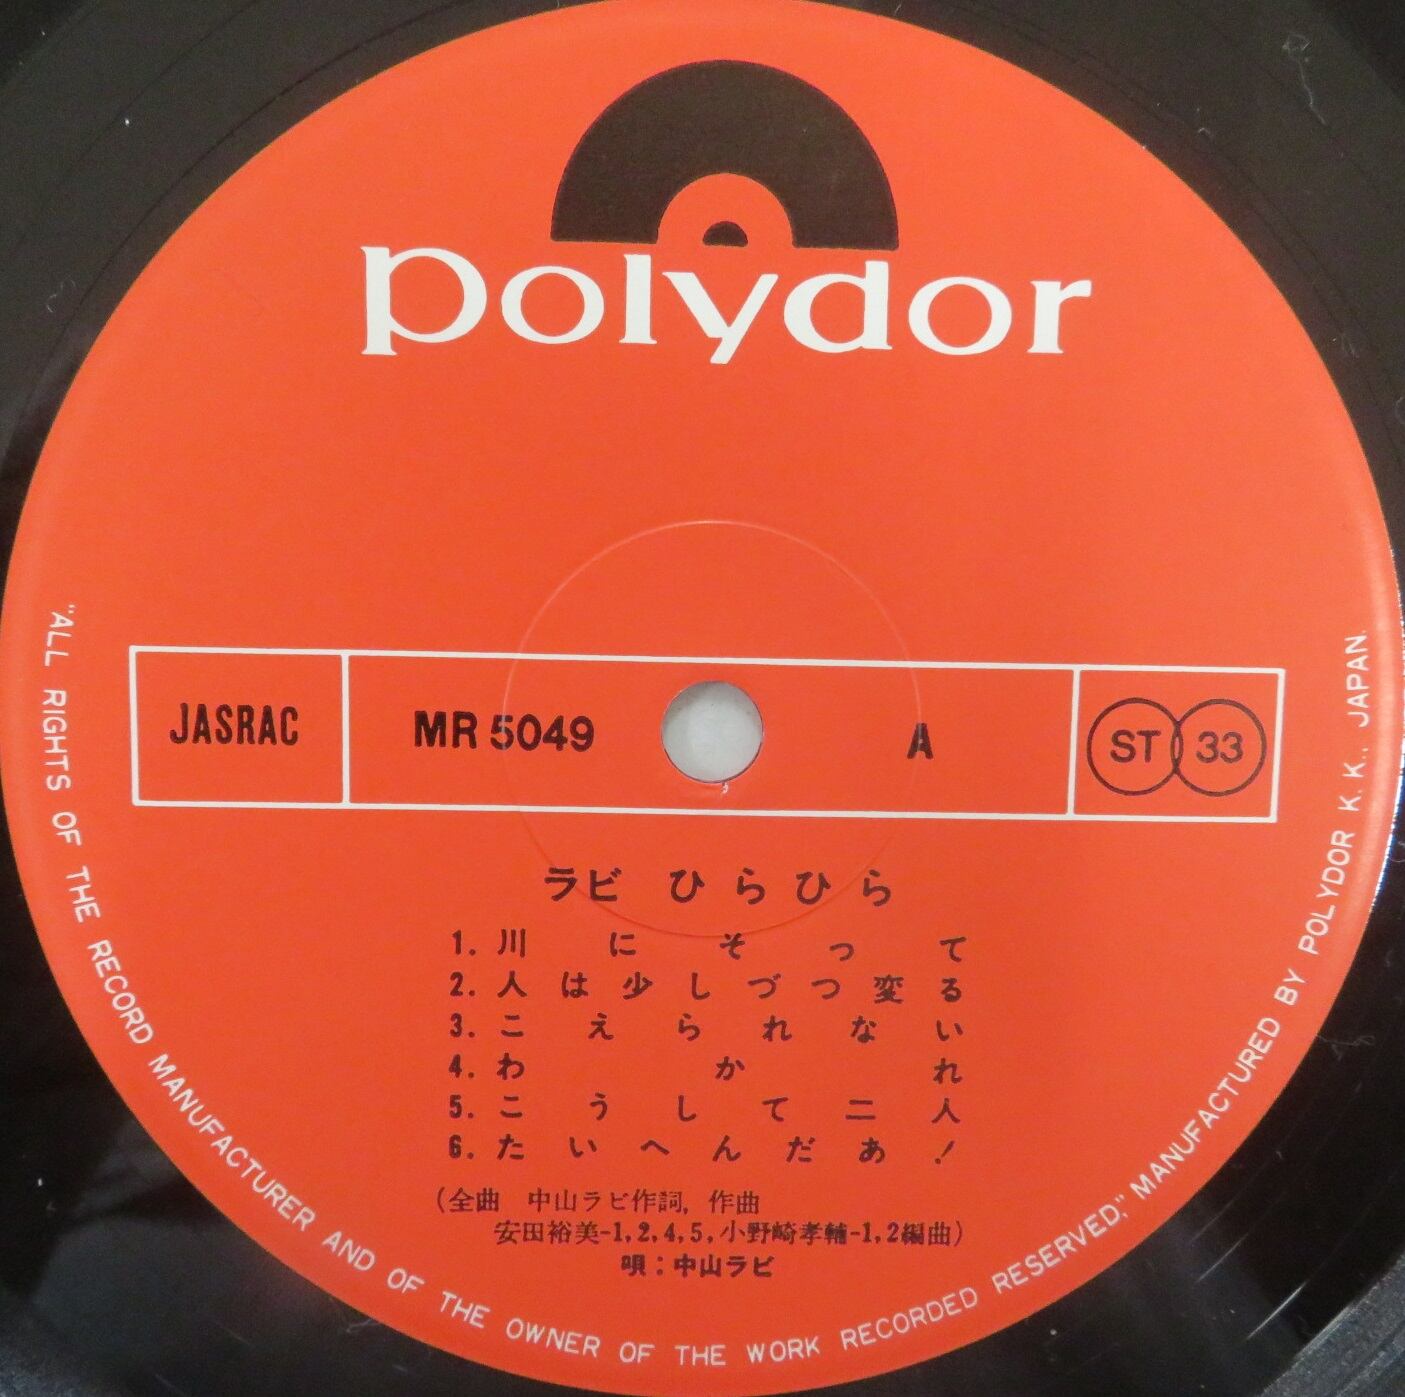 polydor
JASRAC
MR 5049
A
ST 33
ラビ ひらひら
1. 川にそって
2. 人は少しづつ変る
3. こえられない
4. わかれ
5. こうして二人
6. たいへんだあ！
(全曲 中山ラビ作詞, 作曲
安田裕美-1, 2, 4, 5, 小野崎孝輔-1, 2編曲)
唄：中山ラビ
"ALL RIGHTS OF THE RECORD MANUFACTURER AND OF THE OWNER OF THE WORK RECORDED RESERVED," MANUFACTURED BY POLYDOR K. K., JAPAN.